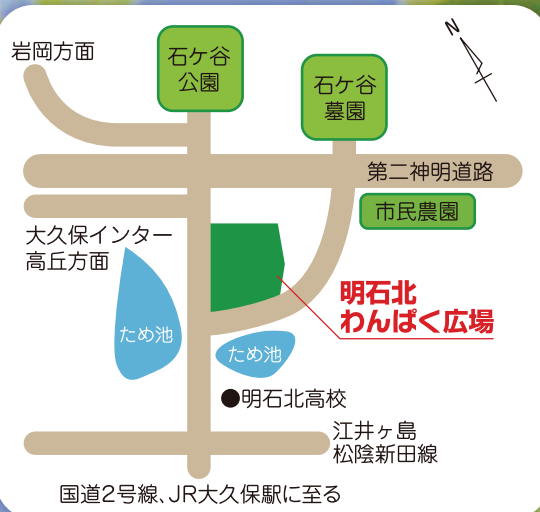 N
岩岡方面
石ケ谷
公園
石ケ谷
墓園
第二神明道路
市民農園
大久保インター
高丘方面
明石北
わんぱく広場
ため池
ため池
●明石北高校
江井ヶ島
松陰新田線
国道2号線、JR大久保駅に至る